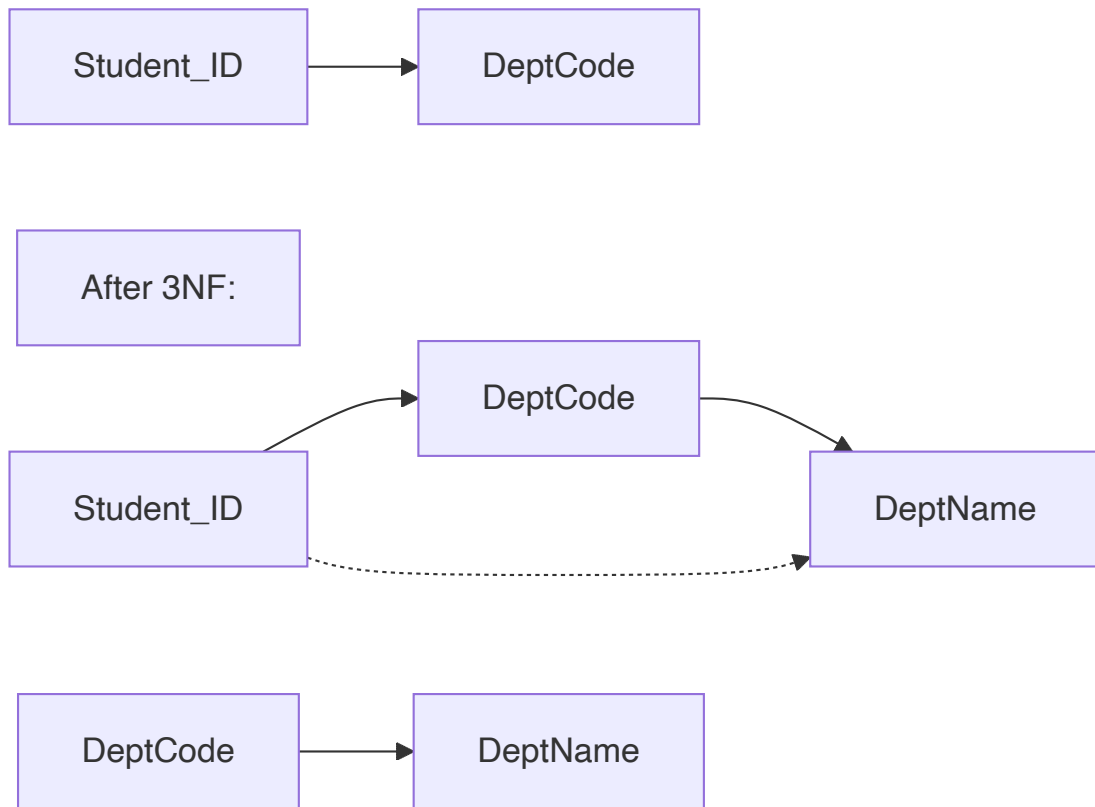 Student_ID
DeptCode
After 3NF:
DeptCode
Student_ID
DeptName
DeptCode
DeptName